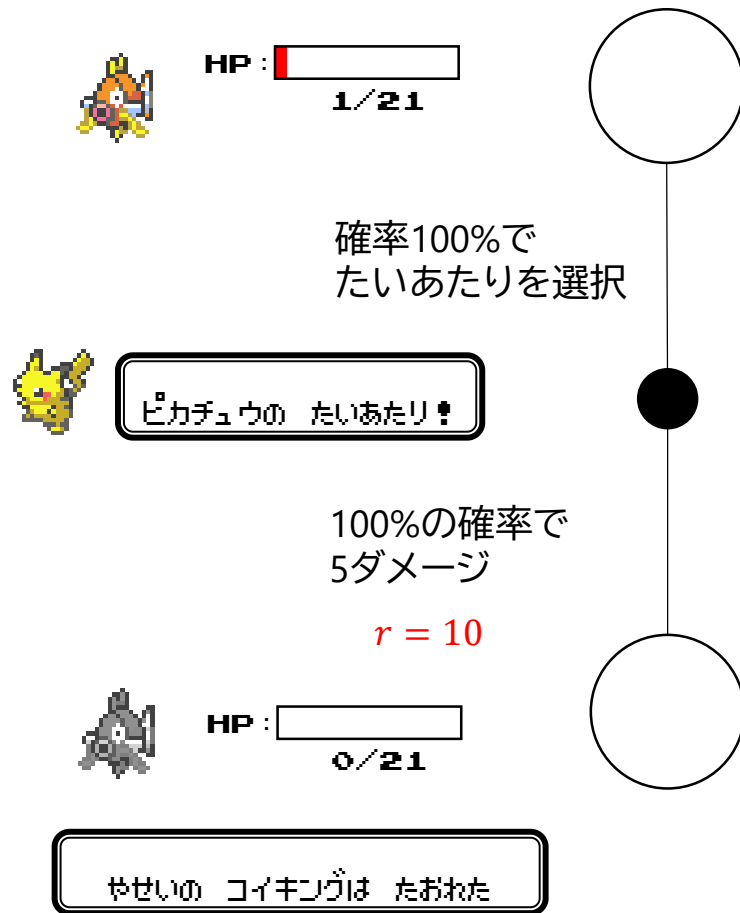 HP :
1/21
確率100%で
たいあたりを選択
ピカチュウの たいあたり!
100%の確率で
5ダメージ
r = 10
HP :
0/21
やせいの コイキングは たおれた